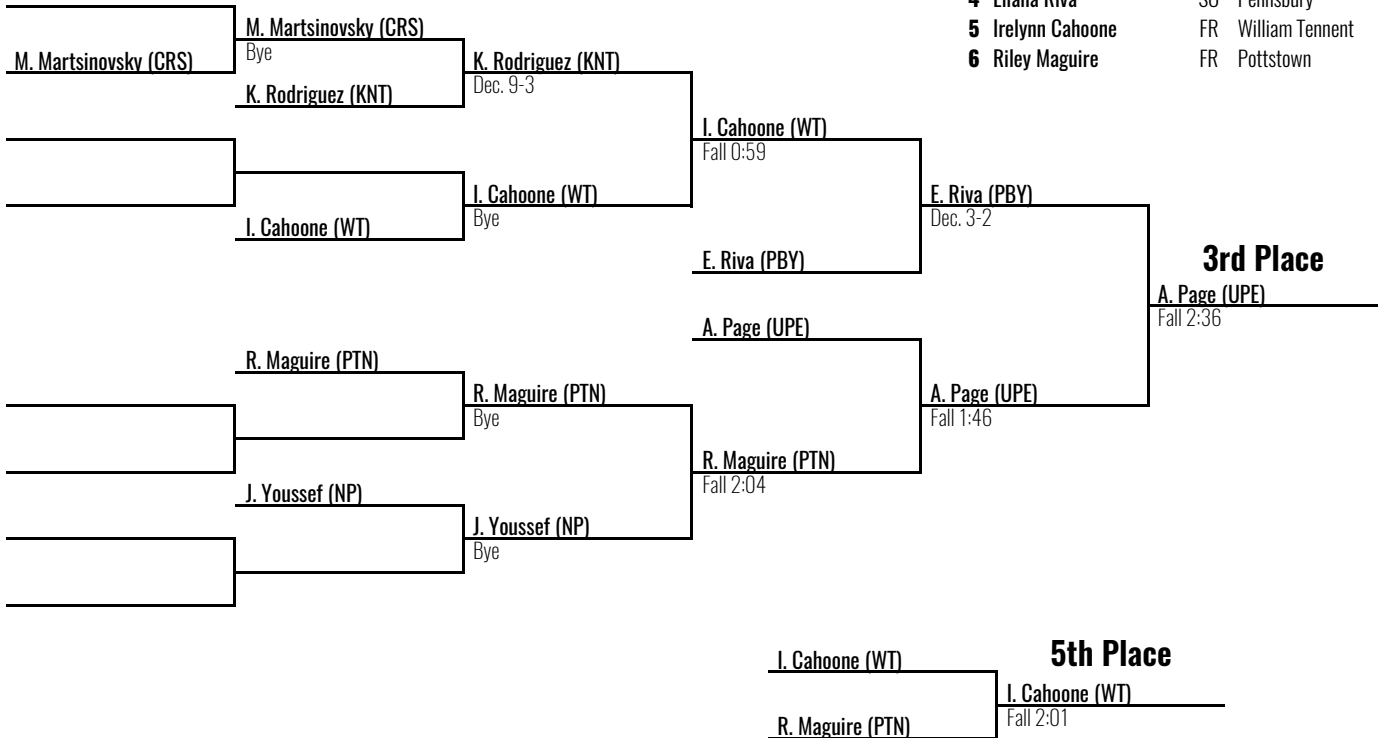 4 Eliana Riva SO Pennsbury
5 Irelynn Cahoone FR William Tennent
6 Riley Maguire FR Pottstown
M. Martsinovsky (CRS)
M. Martsinovsky (CRS)
Bye
K. Rodriguez (KNT)
K. Rodriguez (KNT)
Dec. 9-3
I. Cahoone (WT)
I. Cahoone (WT)
Bye
I. Cahoone (WT)
Fall 0:59
E. Riva (PBY)
E. Riva (PBY)
Dec. 3-2
3rd Place
A. Page (UPE)
Fall 2:36
A. Page (UPE)
A. Page (UPE)
Fall 1:46
R. Maguire (PTN)
R. Maguire (PTN)
Bye
R. Maguire (PTN)
Fall 2:04
J. Youssef (NP)
J. Youssef (NP)
Bye
5th Place
I. Cahoone (WT)
I. Cahoone (WT)
Fall 2:01
R. Maguire (PTN)